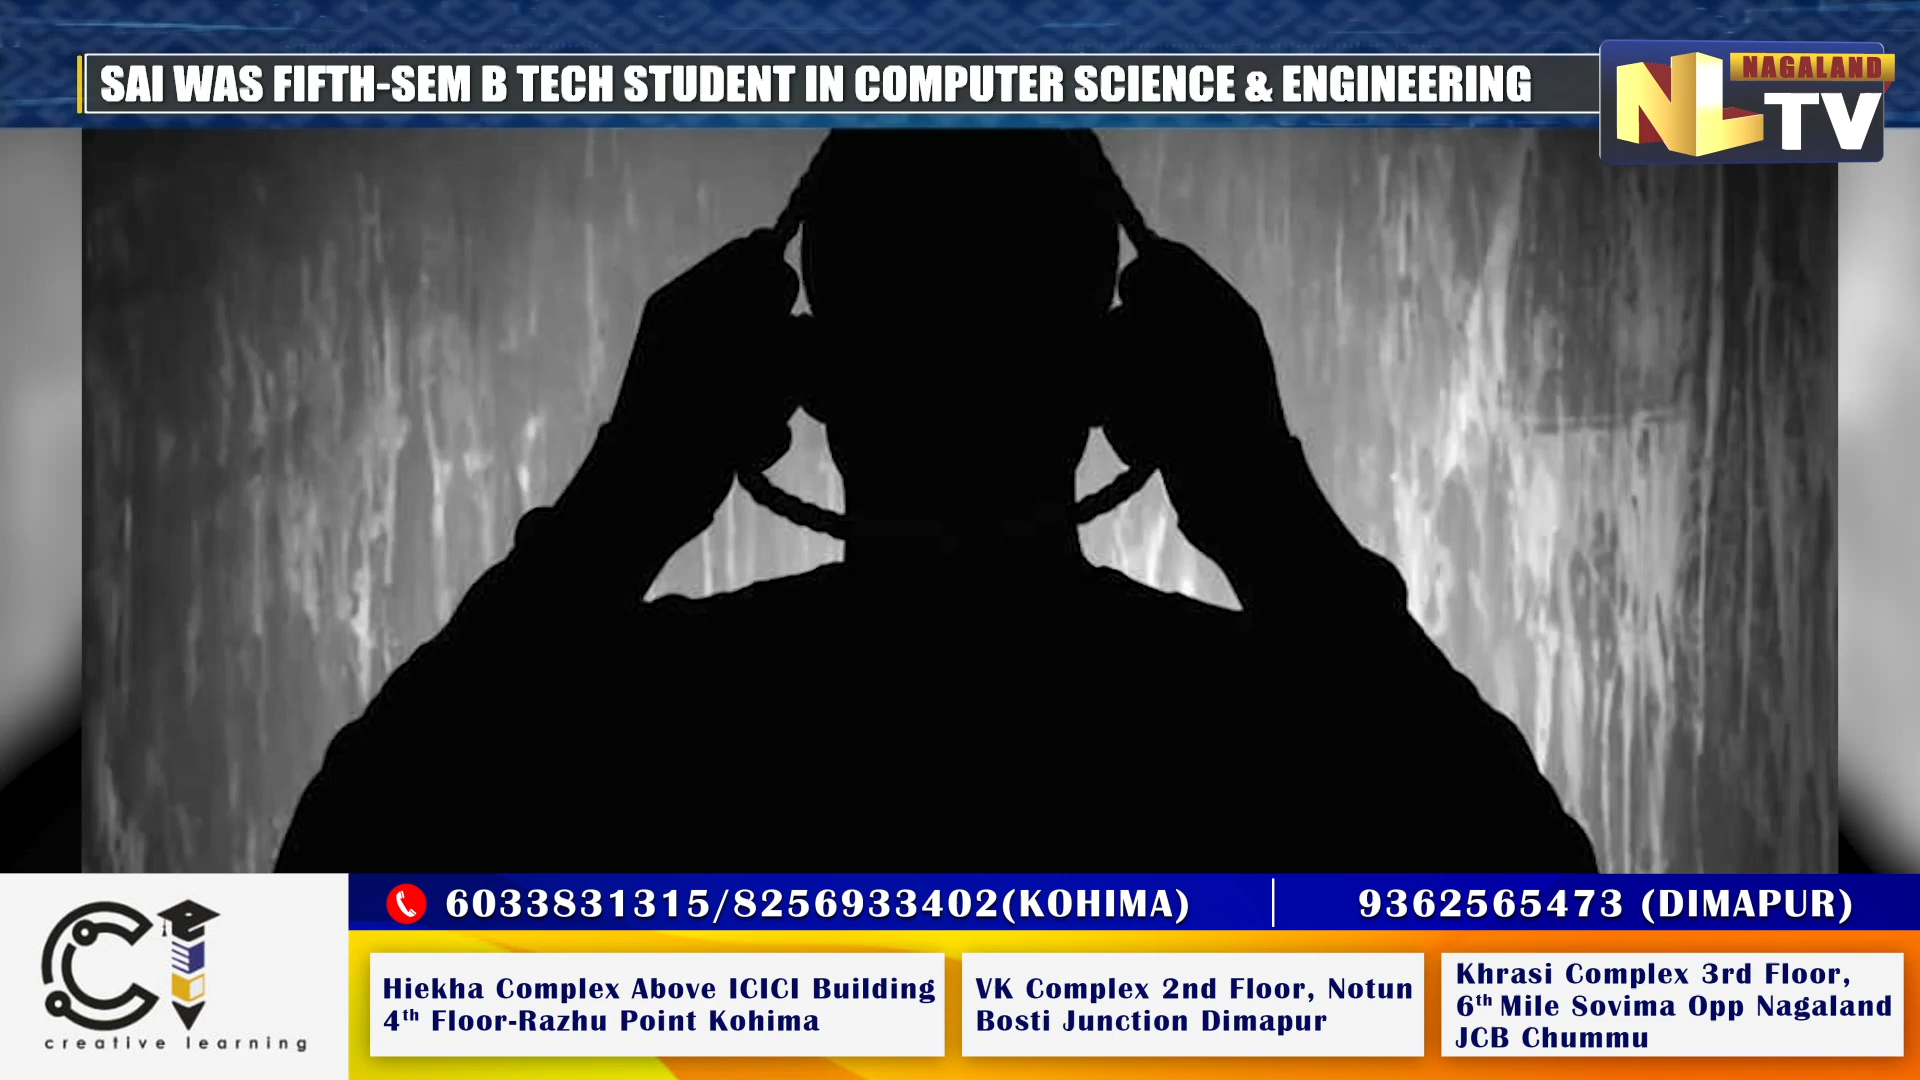 SAI WAS FIFTH-SEM B TECH STUDENT IN COMPUTER SCIENCE & ENGINEERING
NAGALAND
NL TV
6033831315/8256933402(KOHIMA)
9362565473 (DIMAPUR)
creative learning
Hiekha Complex Above ICICI Building
4th Floor-Razhu Point Kohima
VK Complex 2nd Floor, Notun
Bosti Junction Dimapur
Khrasi Complex 3rd Floor,
6th Mile Sovima Opp Nagaland
JCB Chummu